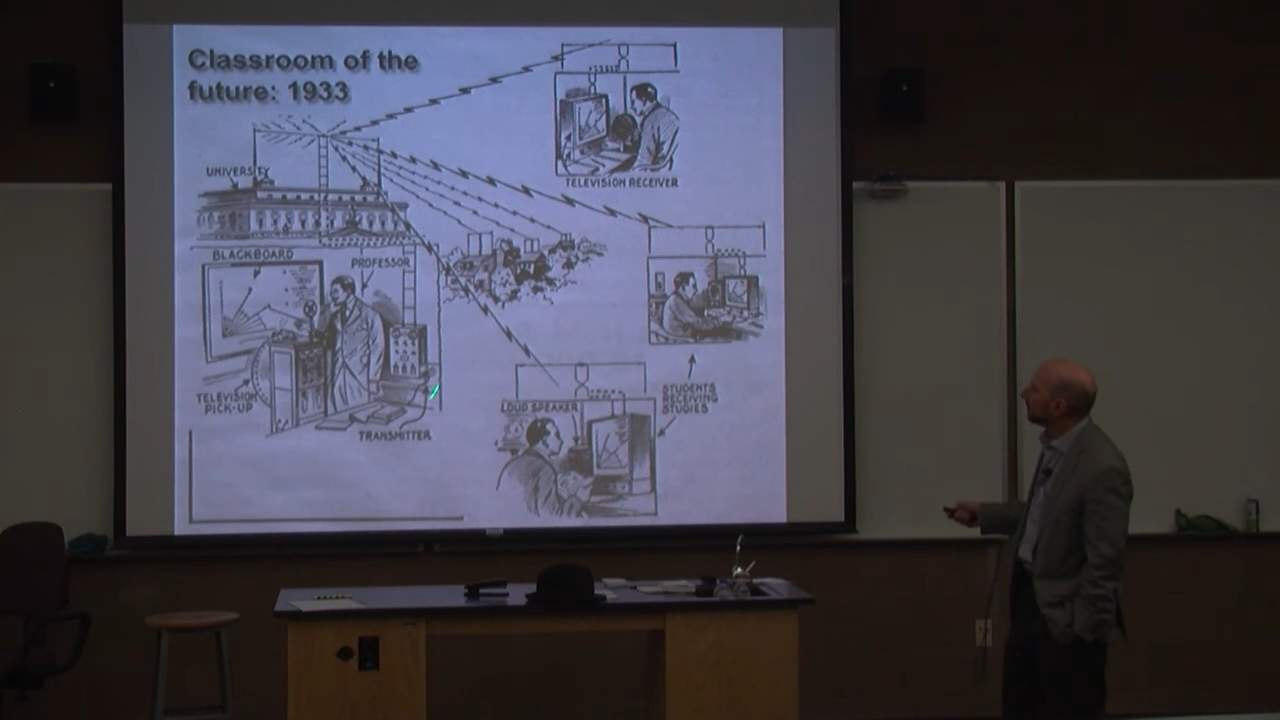 Classroom of the
future: 1933
UNIVERSITY
BLACKBOARD
PROFESSOR
TELEVISION
PICK-UP
TRANSMITTER
TELEVISION RECEIVER
STUDENTS
RECEIVING
STUDIES
LOUD SPEAKER